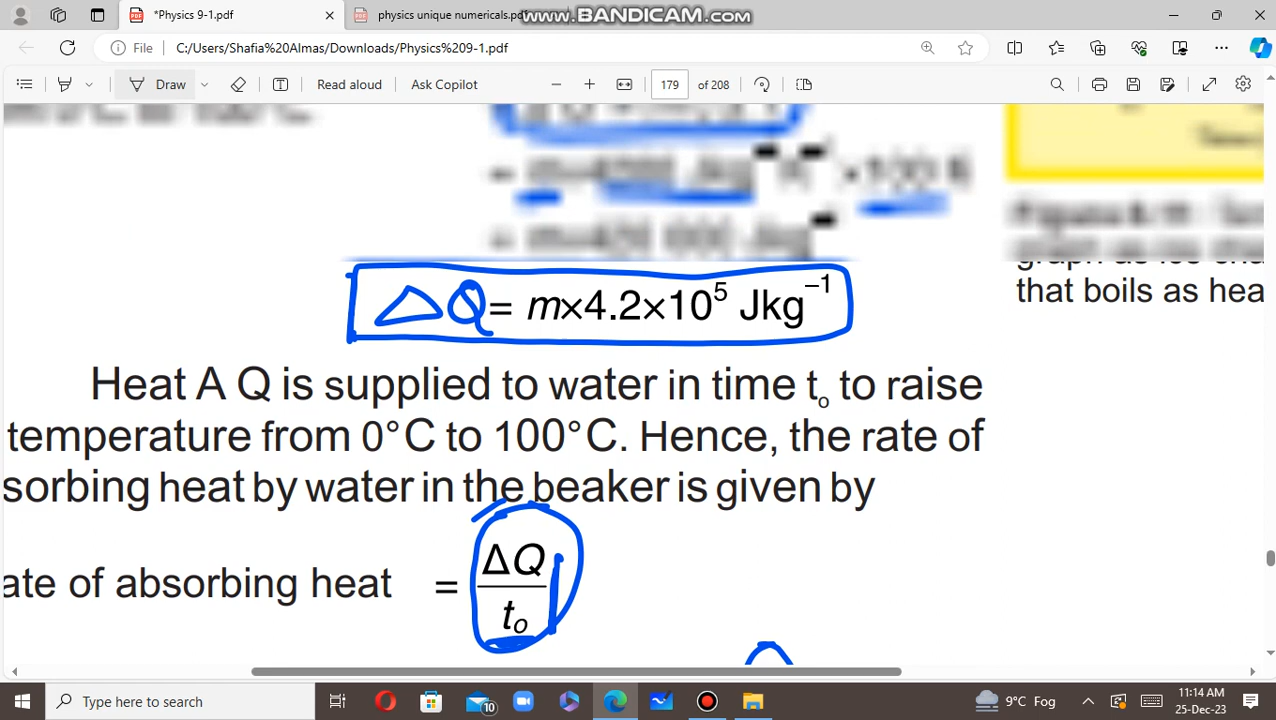 *Physics 9-1.pdf
physics unique numericals.pdf
www.BANDICAM.com
File
C:/Users/Shafia%20Almas/Downloads/Physics%209-1.pdf
Draw
Read aloud
Ask Copilot
179 of 208
that boils as hea
ΔQ = m×4.2×10⁵ Jkg⁻¹
Heat A Q is supplied to water in time tₒ to raise
temperature from 0°C to 100°C. Hence, the rate of
sorbing heat by water in the beaker is given by
ate of absorbing heat = ΔQ
tₒ
Type here to search
10
9°C Fog
11:14 AM
25-Dec-23